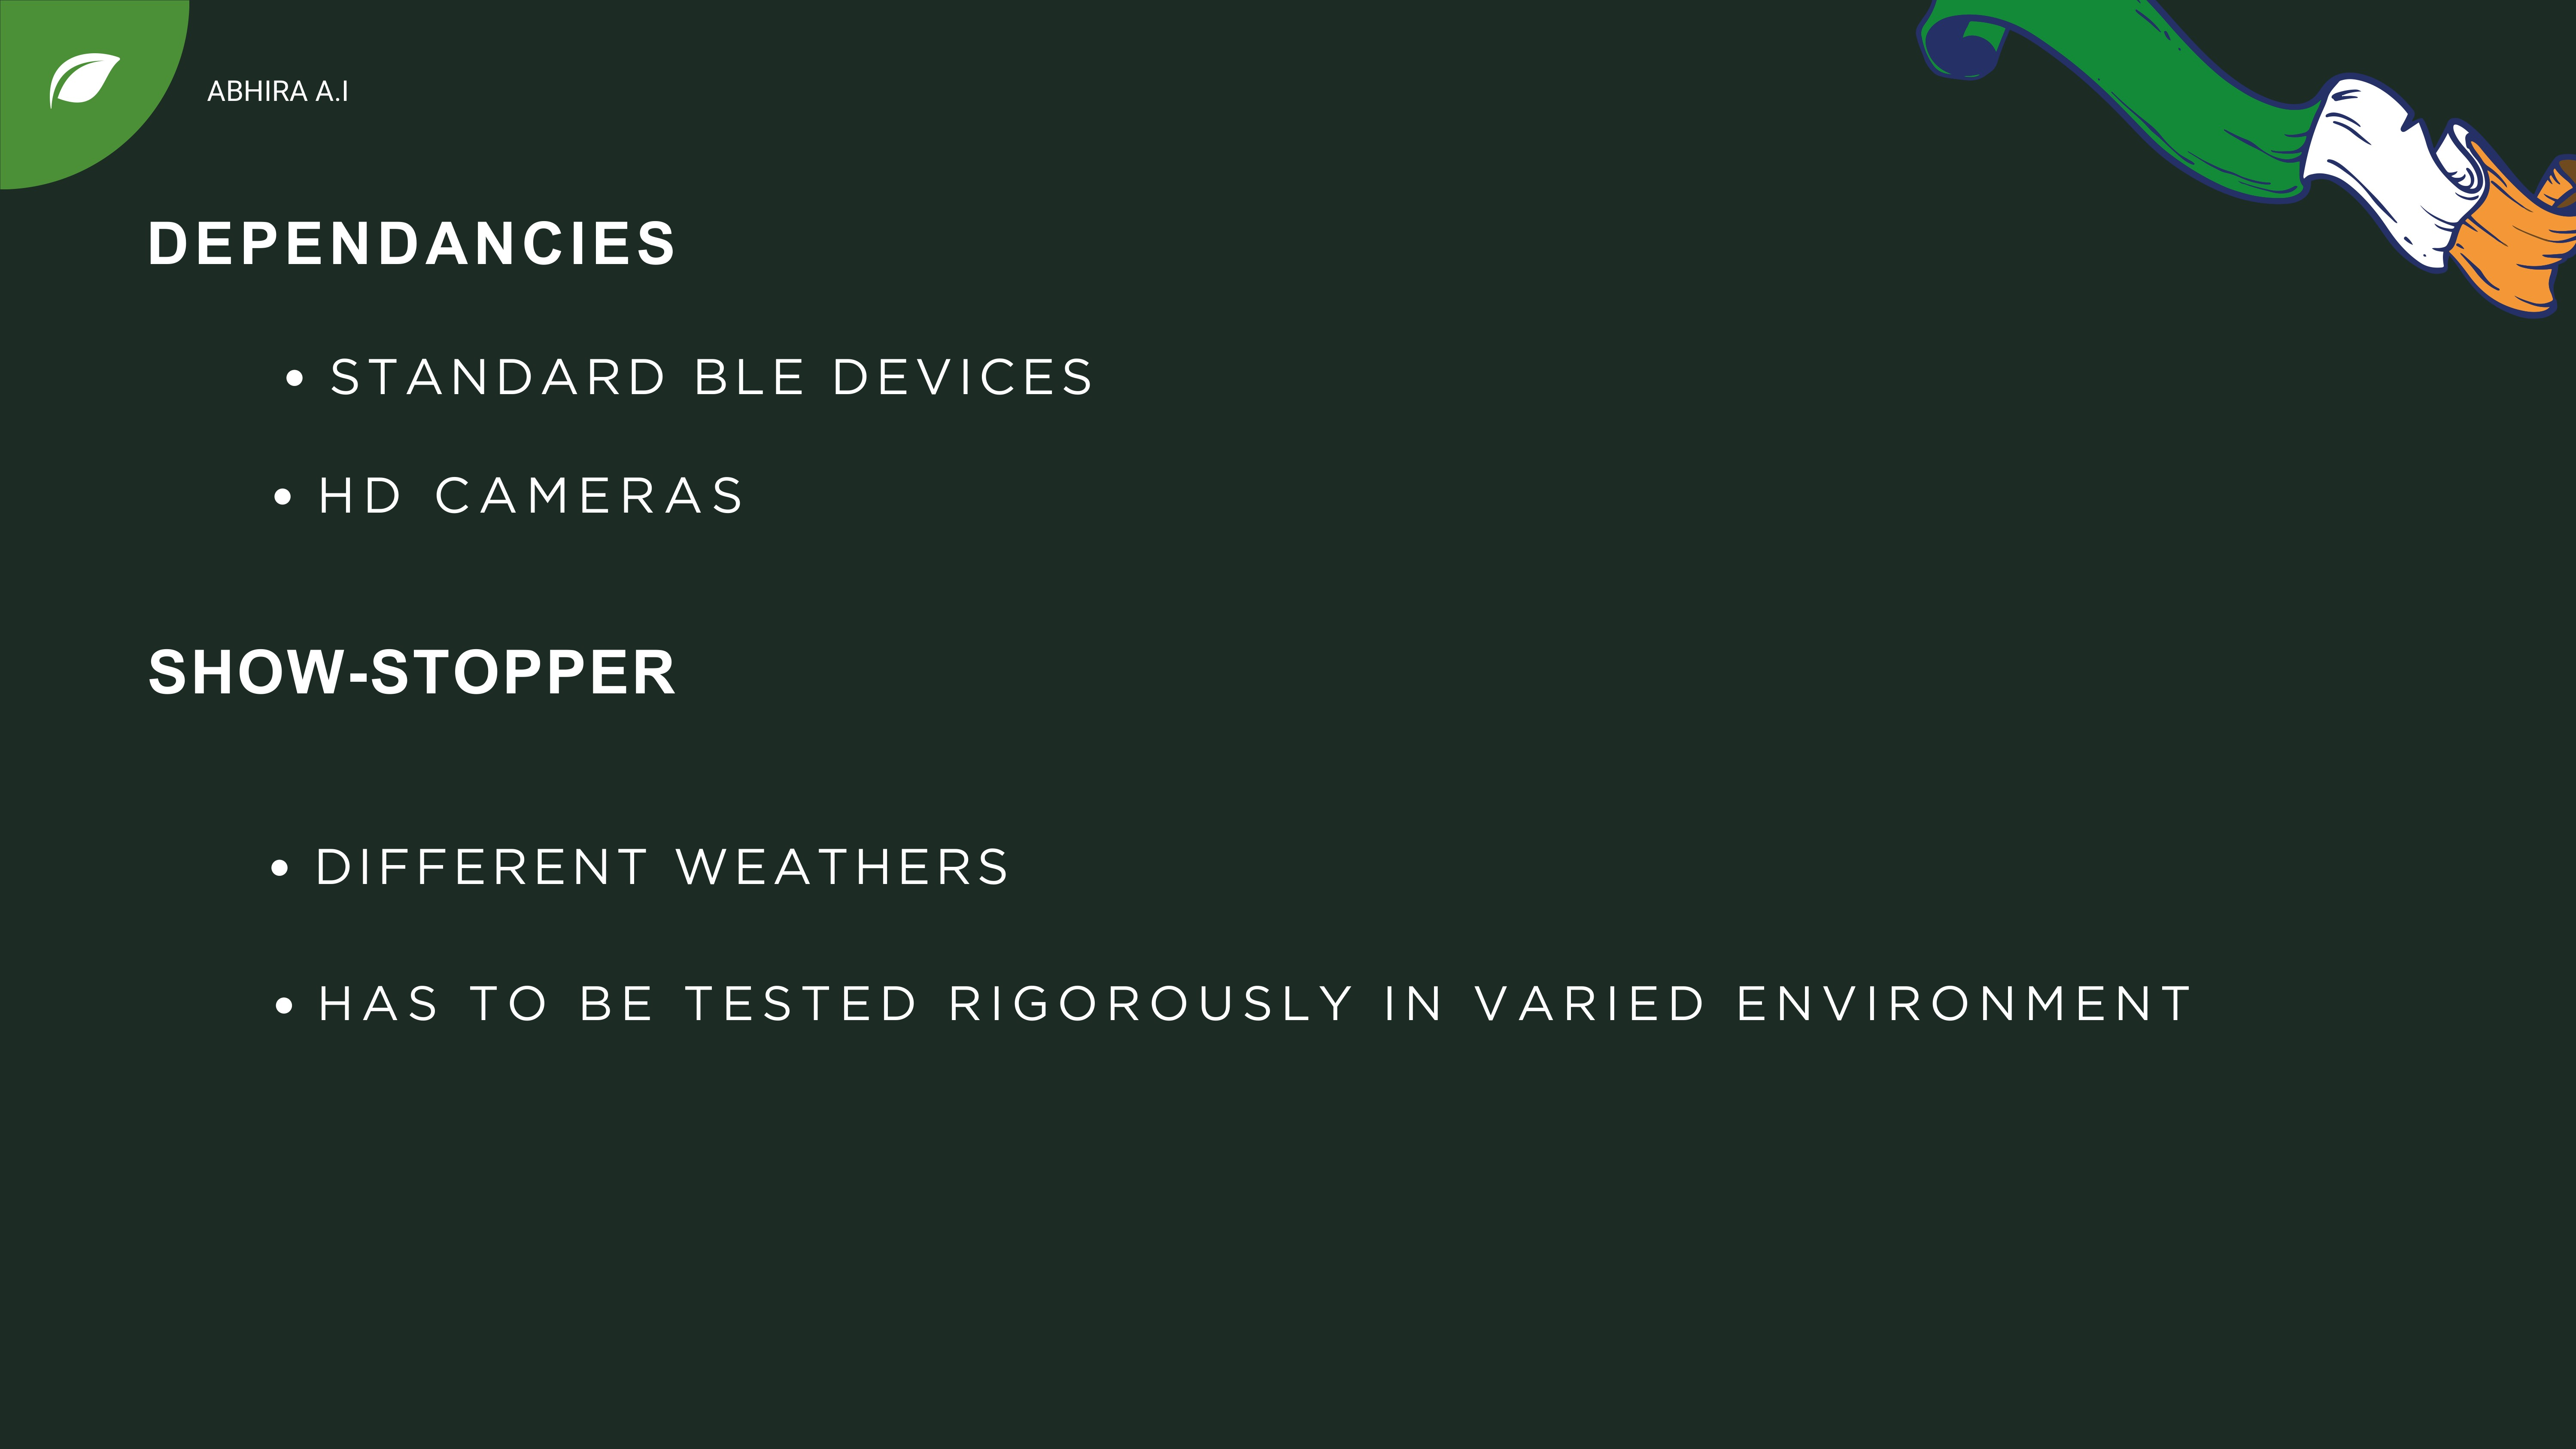 ABHIRA A.I
DEPENDANCIES
• STANDARD BLE DEVICES
• HD CAMERAS
SHOW-STOPPER
• DIFFERENT WEATHERS
• HAS TO BE TESTED RIGOROUSLY IN VARIED ENVIRONMENT